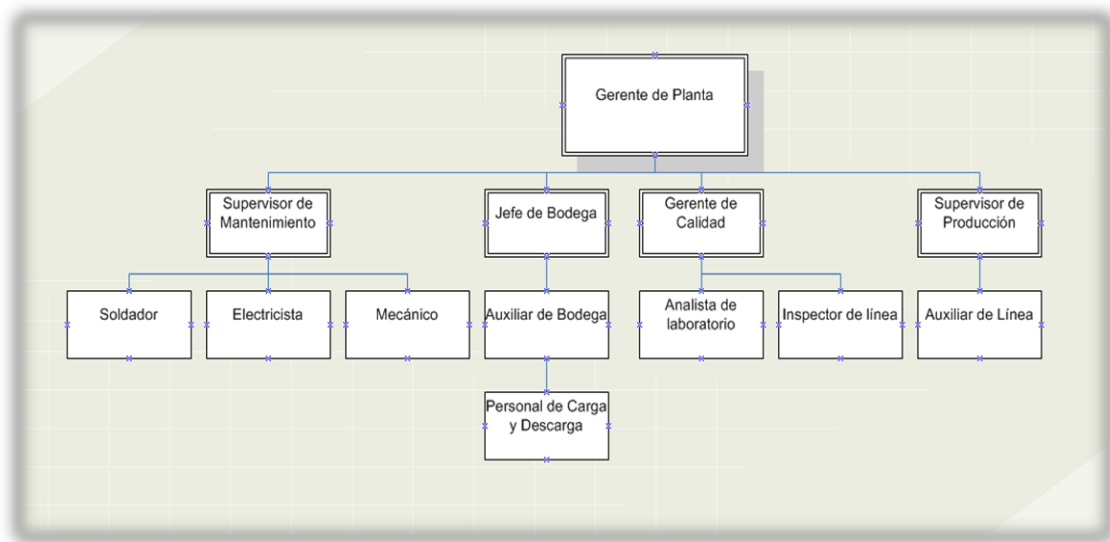 Gerente de Planta
Supervisor de
Mantenimiento
Jefe de Bodega
Gerente de
Calidad
Supervisor de
Producción
Soldador
Electricista
Mecánico
Auxiliar de Bodega
Analista de
laboratorio
Inspector de línea
Auxiliar de Línea
Personal de Carga
y Descarga